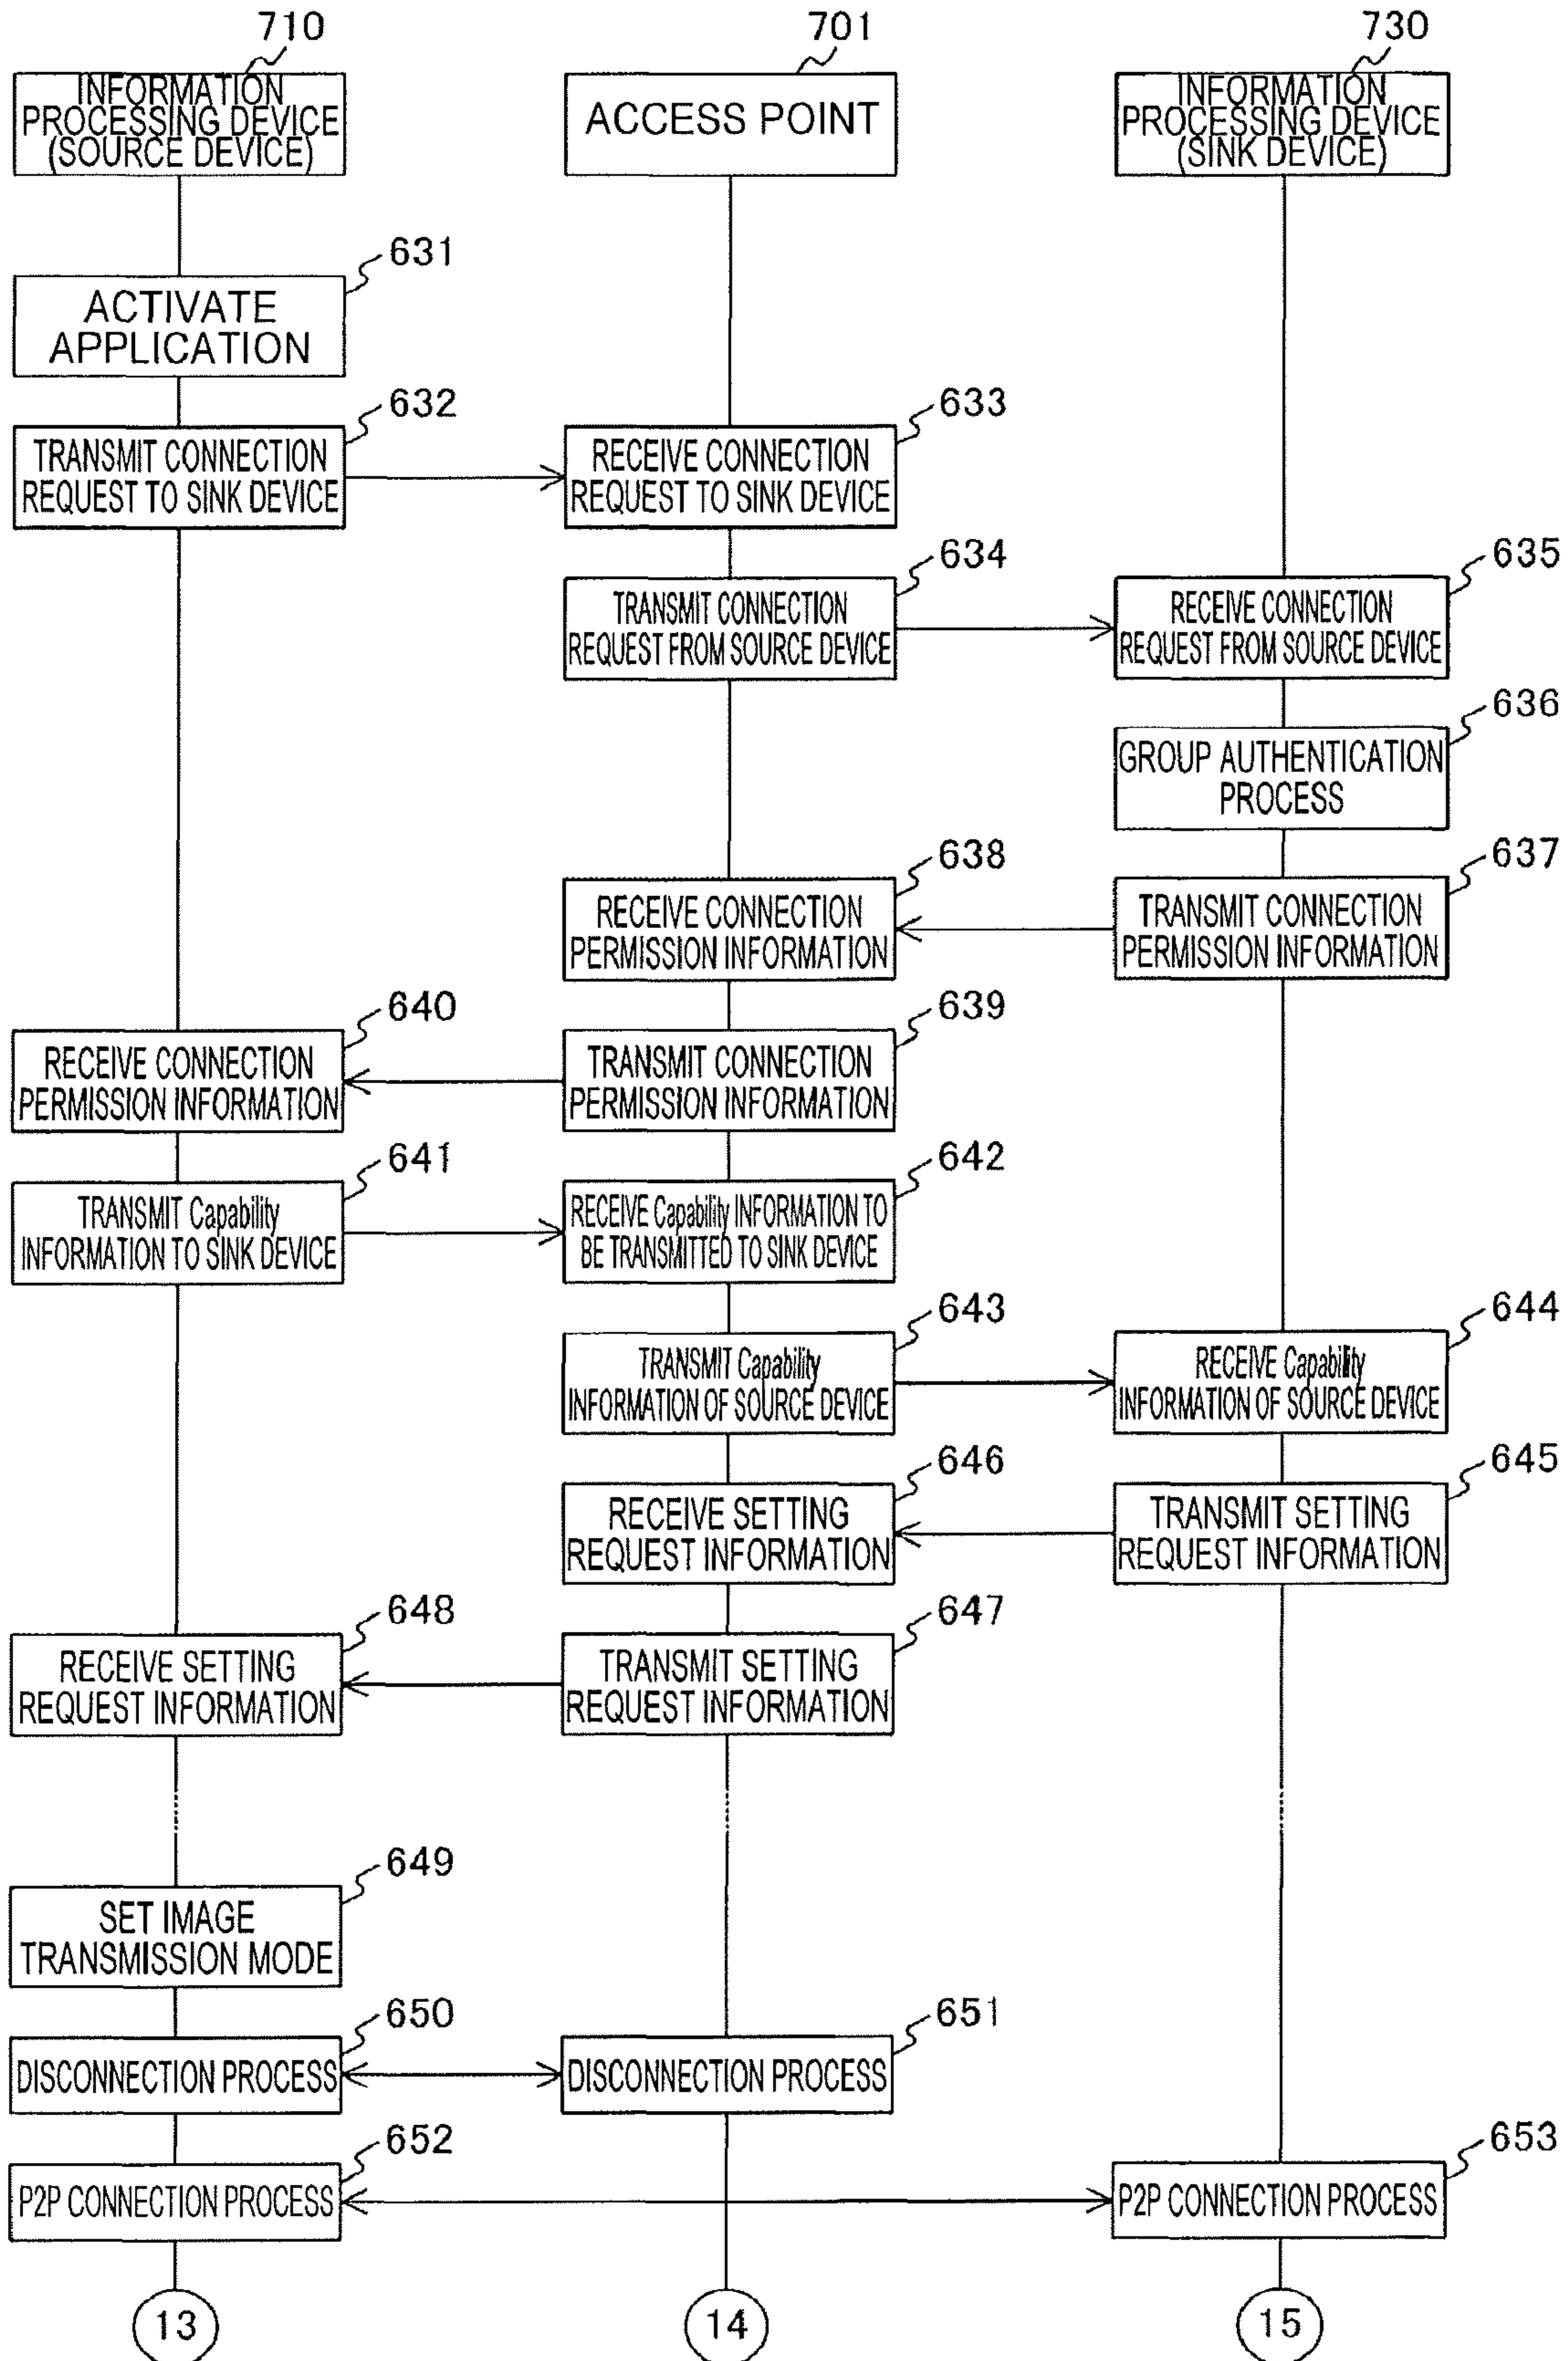 710
701
730
INFORMATION
PROCESSING DEVICE
(SOURCE DEVICE)
ACCESS POINT
INFORMATION
PROCESSING DEVICE
(SINK DEVICE)
631
ACTIVATE
APPLICATION
632
TRANSMIT CONNECTION
REQUEST TO SINK DEVICE
633
RECEIVE CONNECTION
REQUEST TO SINK DEVICE
634
TRANSMIT CONNECTION
REQUEST FROM SOURCE DEVICE
635
RECEIVE CONNECTION
REQUEST FROM SOURCE DEVICE
636
GROUP AUTHENTICATION
PROCESS
637
TRANSMIT CONNECTION
PERMISSION INFORMATION
638
RECEIVE CONNECTION
PERMISSION INFORMATION
639
TRANSMIT CONNECTION
PERMISSION INFORMATION
640
RECEIVE CONNECTION
PERMISSION INFORMATION
641
TRANSMIT Capability
INFORMATION TO SINK DEVICE
642
RECEIVE Capability INFORMATION TO
BE TRANSMITTED TO SINK DEVICE
643
TRANSMIT Capability
INFORMATION OF SOURCE DEVICE
644
RECEIVE Capability
INFORMATION OF SOURCE DEVICE
645
TRANSMIT SETTING
REQUEST INFORMATION
646
RECEIVE SETTING
REQUEST INFORMATION
647
TRANSMIT SETTING
REQUEST INFORMATION
648
RECEIVE SETTING
REQUEST INFORMATION
649
SET IMAGE
TRANSMISSION MODE
650
DISCONNECTION PROCESS
651
DISCONNECTION PROCESS
652
P2P CONNECTION PROCESS
653
P2P CONNECTION PROCESS
13
14
15